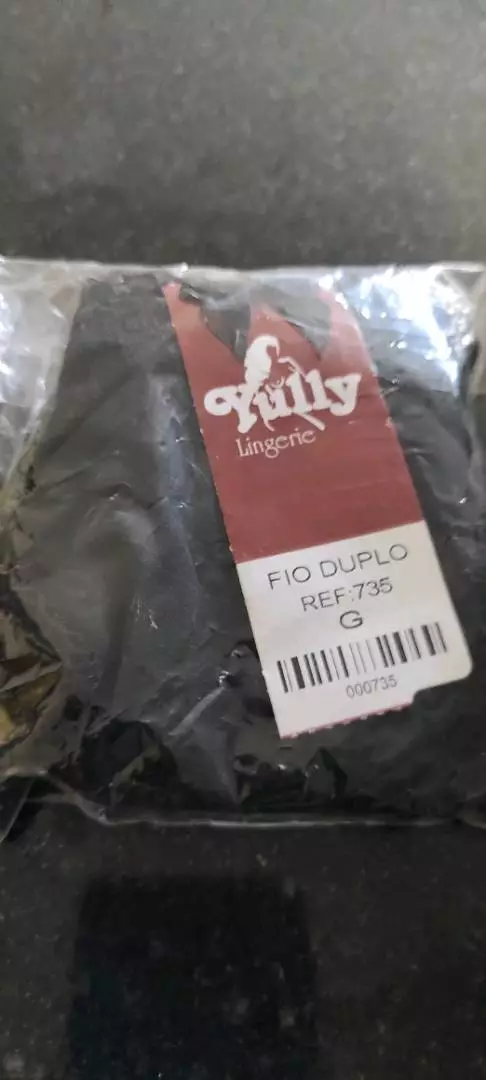 Yully
Lingerie
FIO DUPLO
REF:735
G
000735